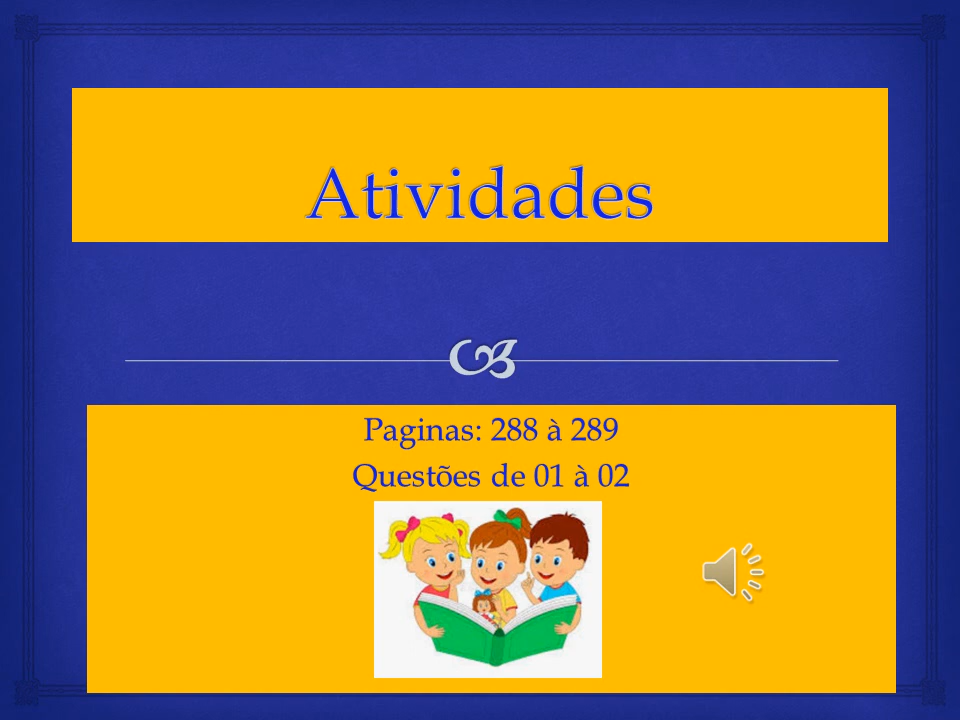 Atividades
Paginas: 288 à 289
Questões de 01 à 02